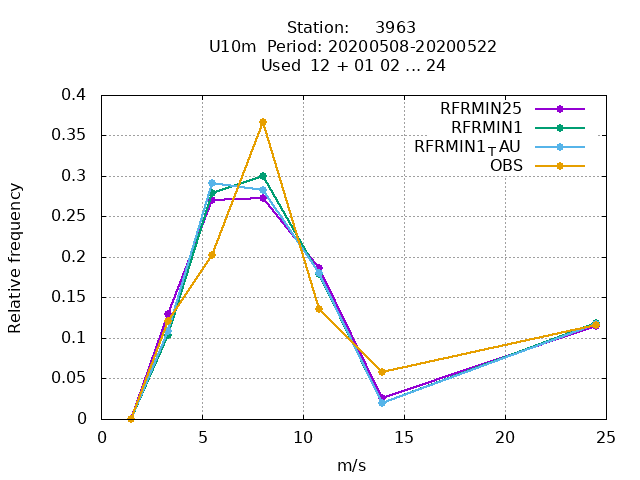 Station:     3963
U10m  Period: 20200508-20200522
Used  12 + 01 02 ... 24
RFRMIN25
RFRMIN1
RFRMIN1TAU
OBS
Relative frequency
0.4
0.35
0.3
0.25
0.2
0.15
0.1
0.05
0
0 5 10 15 20 25
m/s